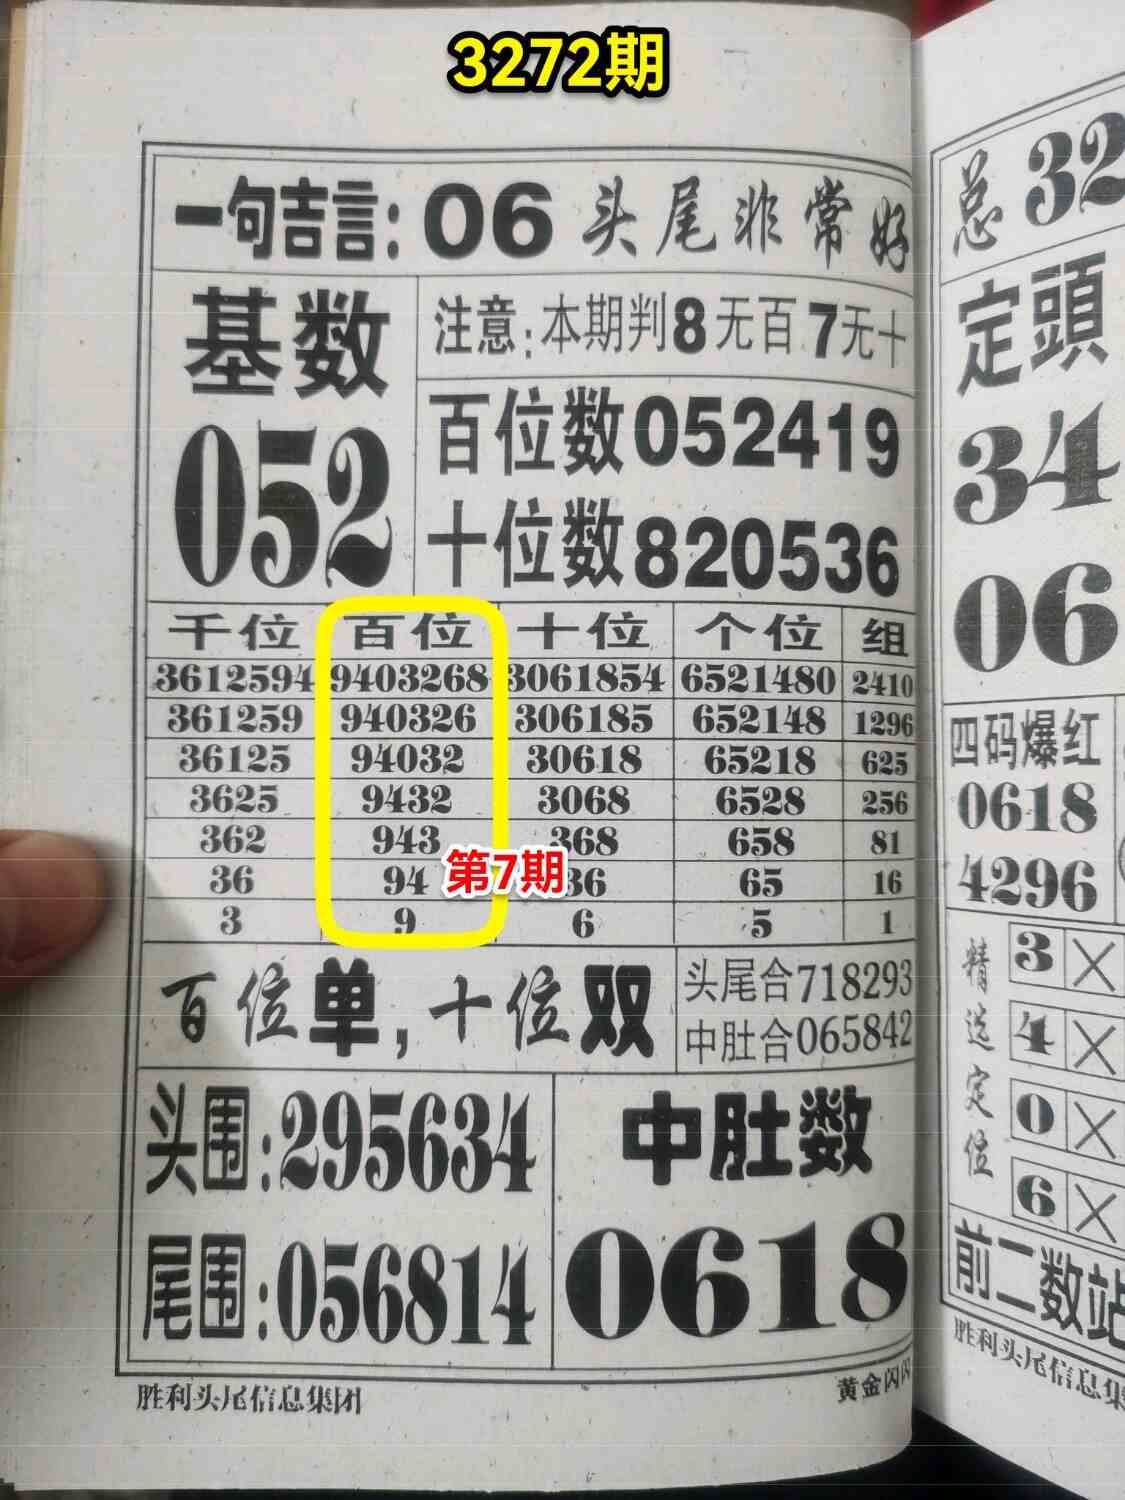 3272期
一句吉言：06头尾非常好
基数
052
注意：本期判8无百7无十
百位数052419
十位数820536
千位 百位 十位 个位 组
3612594 9403268 3061854 6521480 2410
361259 940326 306185 652148 1296
36125 94032 30618 65218 625
3625 9432 3068 6528 256
362 943 368 658 81
36 94 36 65 16
3 9 6 5 1
第7期
百位单，十位双
头尾合718293
中肚合065842
头围：295634
尾围：056814
中肚数
0618
胜利头尾信息集团
黄金闪闪
总 32
定頭
34
06
四码爆红
0618
4296
精选定位
3 X
4 X
0 X
6 X
前二数站
胜利头尾信息集